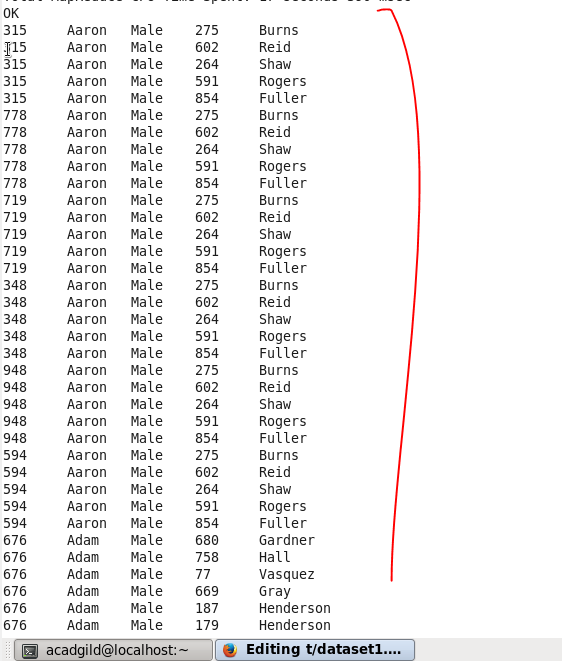 OK
315 Aaron Male 275 Burns
315 Aaron Male 602 Reid
315 Aaron Male 264 Shaw
315 Aaron Male 591 Rogers
315 Aaron Male 854 Fuller
778 Aaron Male 275 Burns
778 Aaron Male 602 Reid
778 Aaron Male 264 Shaw
778 Aaron Male 591 Rogers
778 Aaron Male 854 Fuller
719 Aaron Male 275 Burns
719 Aaron Male 602 Reid
719 Aaron Male 264 Shaw
719 Aaron Male 591 Rogers
719 Aaron Male 854 Fuller
348 Aaron Male 275 Burns
348 Aaron Male 602 Reid
348 Aaron Male 264 Shaw
348 Aaron Male 591 Rogers
348 Aaron Male 854 Fuller
948 Aaron Male 275 Burns
948 Aaron Male 602 Reid
948 Aaron Male 264 Shaw
948 Aaron Male 591 Rogers
948 Aaron Male 854 Fuller
594 Aaron Male 275 Burns
594 Aaron Male 602 Reid
594 Aaron Male 264 Shaw
594 Aaron Male 591 Rogers
594 Aaron Male 854 Fuller
676 Adam Male 680 Gardner
676 Adam Male 758 Hall
676 Adam Male 77 Vasquez
676 Adam Male 669 Gray
676 Adam Male 187 Henderson
676 Adam Male 179 Henderson
acadgild@localhost:~ Editing t/dataset1....